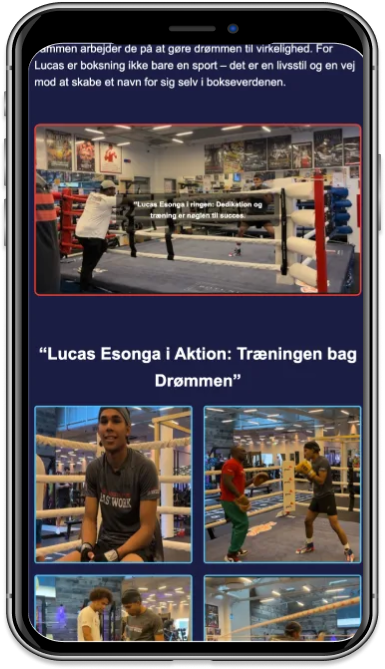 sammen arbejder de på at gøre drømmen til virkelighed. For
Lucas er boksning ikke bare en sport – det er en livsstil og en vej
mod at skabe et navn for sig selv i bokseverdenen.
"Lucas Esonga i ringen: Dedikation og
træning er nøglen til succes
“Lucas Esonga i Aktion: Træningen bag
Drømmen”
WORK